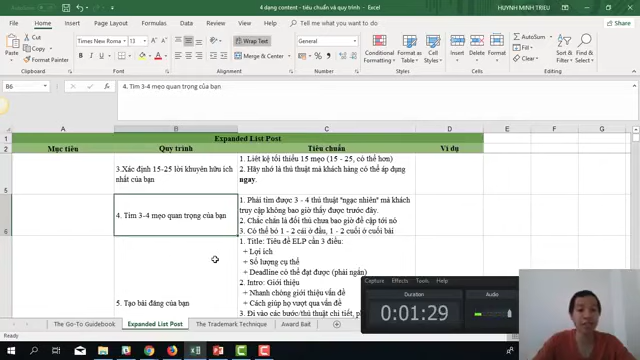 4 dạng content - tiêu chuẩn và quy trình - Excel
HUYNH MINH TRIEU
File Home Insert Page Layout Formulas Data Review View Help Tell me what you want to do
Share
Paste
Cut
Copy
Format Painter
Clipboard
Times New Roma 13
Font
Wrap Text
Merge & Center
Alignment
General
Number
Conditional Formatting
Format as Table
Cell Styles
Styles
Insert Delete Format
Cells
AutoSum
Fill
Clear
Sort & Filter
Find & Select
Editing
B6
fx
4. Tìm 3-4 mẹo quan trọng của bạn
A B C D E F G
1 Expanded List Post
2 Mục tiêu Quy trình Tiêu chuẩn Ví dụ
5
3.Xác định 15-25 lời khuyên hữu ích nhất của bạn
1. Liêt kệ tối thiểu 15 mẹo (15 - 25, có thể hơn)
2. Hãy nhớ là thủ thuật mà khách hàng có thể áp dụng
ngay.
6
4. Tìm 3-4 mẹo quan trọng của bạn
1. Phải tìm được 3 - 4 thủ thuật "ngạc nhiên" mà khách
truy cập không bao giờ thấy được trước đây.
2. Chắc chắn là đối thủ chưa bao giờ đề cập tới nó
3. Có thể bỏ 1 - 2 cái ở đầu, 1 - 2 cuối ở cuối bài
5. Tạo bài đăng của bạn
1. Title: Tiêu đề ELP cần 3 điều:
+ Lợi ích
+ Số lượng cụ thể
+ Deadline có thể đạt được (phải ngắn)
2. Intro: Giới thiệu
+ Nhanh chóng giới thiệu vấn đề
+ Cách giúp họ vượt qua vấn đề
3. Đi vào các bước/thủ thuật chi tiết, ph
Capture Effects Tools Help
Duration
0:01:29
Audio
The Go-To Guidebook Expanded List Post The Trademark Technique Award Bait
Ready